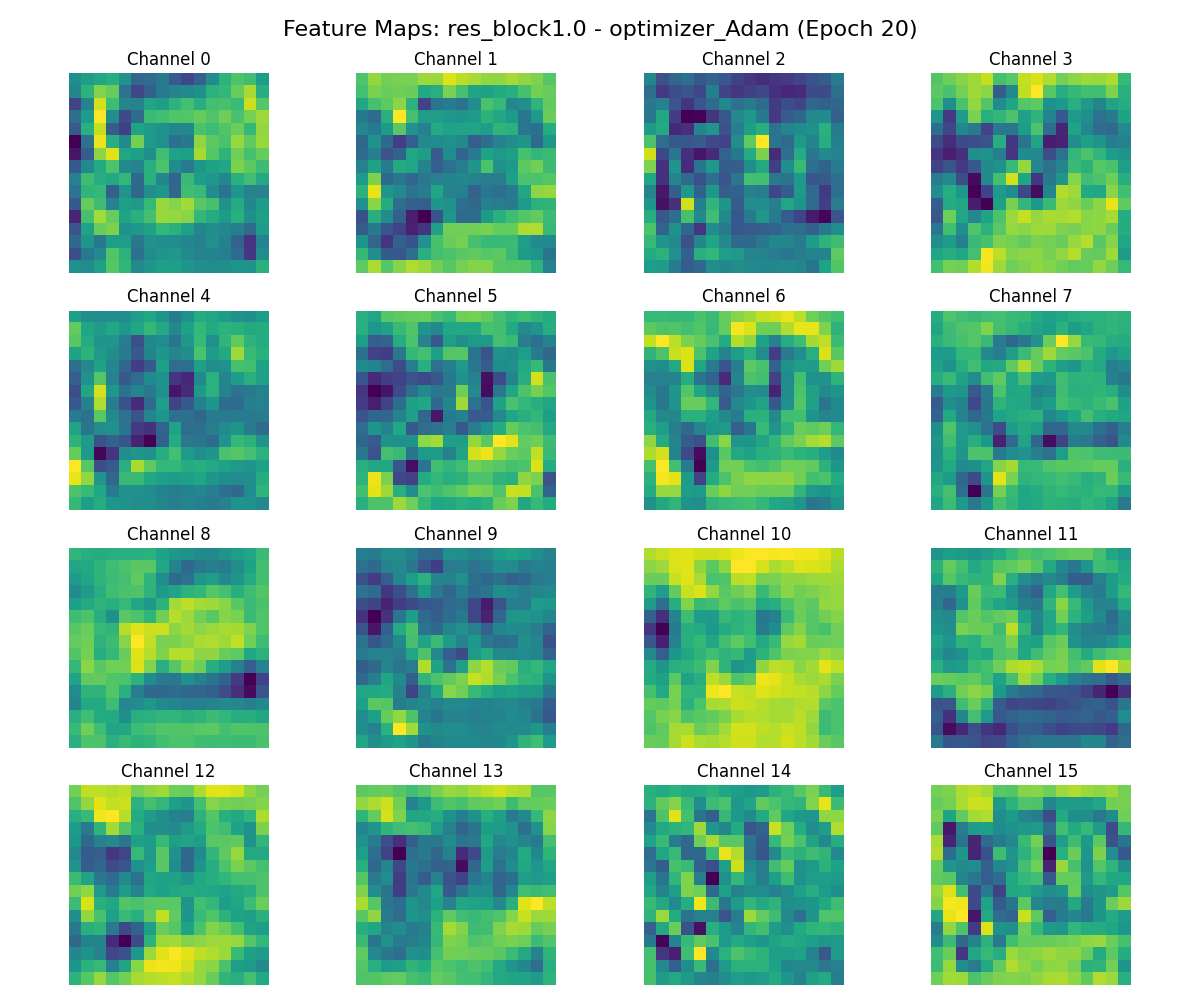 Feature Maps: res_block1.0 - optimizer_Adam (Epoch 20)
Channel 0
Channel 1
Channel 2
Channel 3
Channel 4
Channel 5
Channel 6
Channel 7
Channel 8
Channel 9
Channel 10
Channel 11
Channel 12
Channel 13
Channel 14
Channel 15